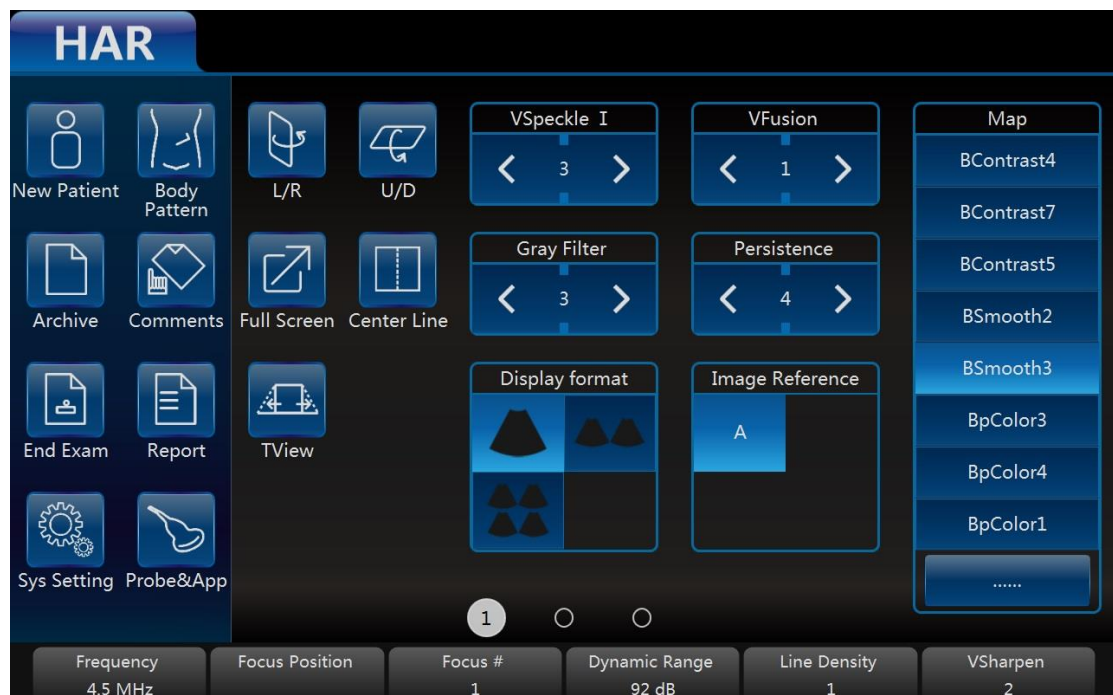 HAR
New Patient
Body
Pattern
L/R
U/D
Archive
Comments
Full Screen
Center Line
End Exam
Report
TView
Sys Setting
Probe&App
VSpeckle I
3
VFusion
1
Gray Filter
3
Persistence
4
Display format
Image Reference
A
Map
BContrast4
BContrast7
BContrast5
BSmooth2
BSmooth3
BpColor3
BpColor4
BpColor1
......
1
Frequency
4.5 MHz
Focus Position
Focus #
1
Dynamic Range
92 dB
Line Density
1
VSharpen
2